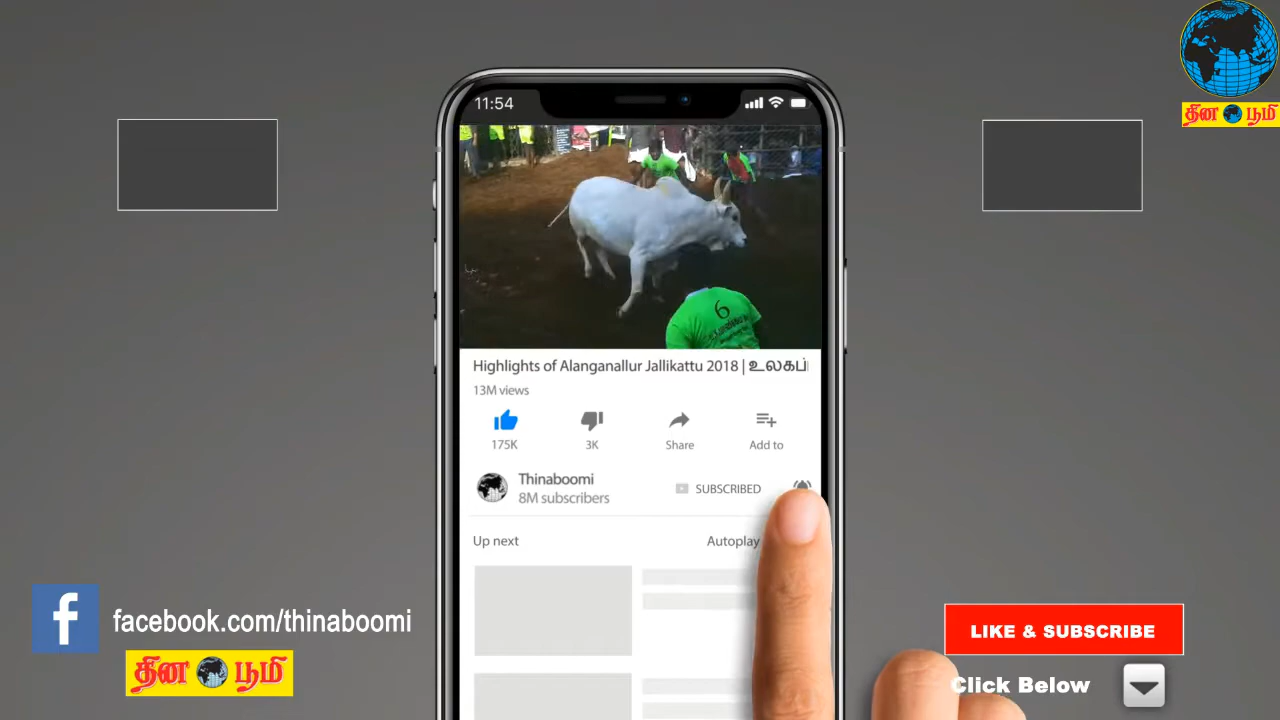 தின பூமி
11:54
6
Highlights of Alanganallur Jallikattu 2018 | உலகப்
13M views
175K
3K
Share
Add to
Thinaboomi
8M subscribers
SUBSCRIBED
Up next
Autoplay
f
facebook.com/thinaboomi
தின பூமி
LIKE & SUBSCRIBE
Click Below